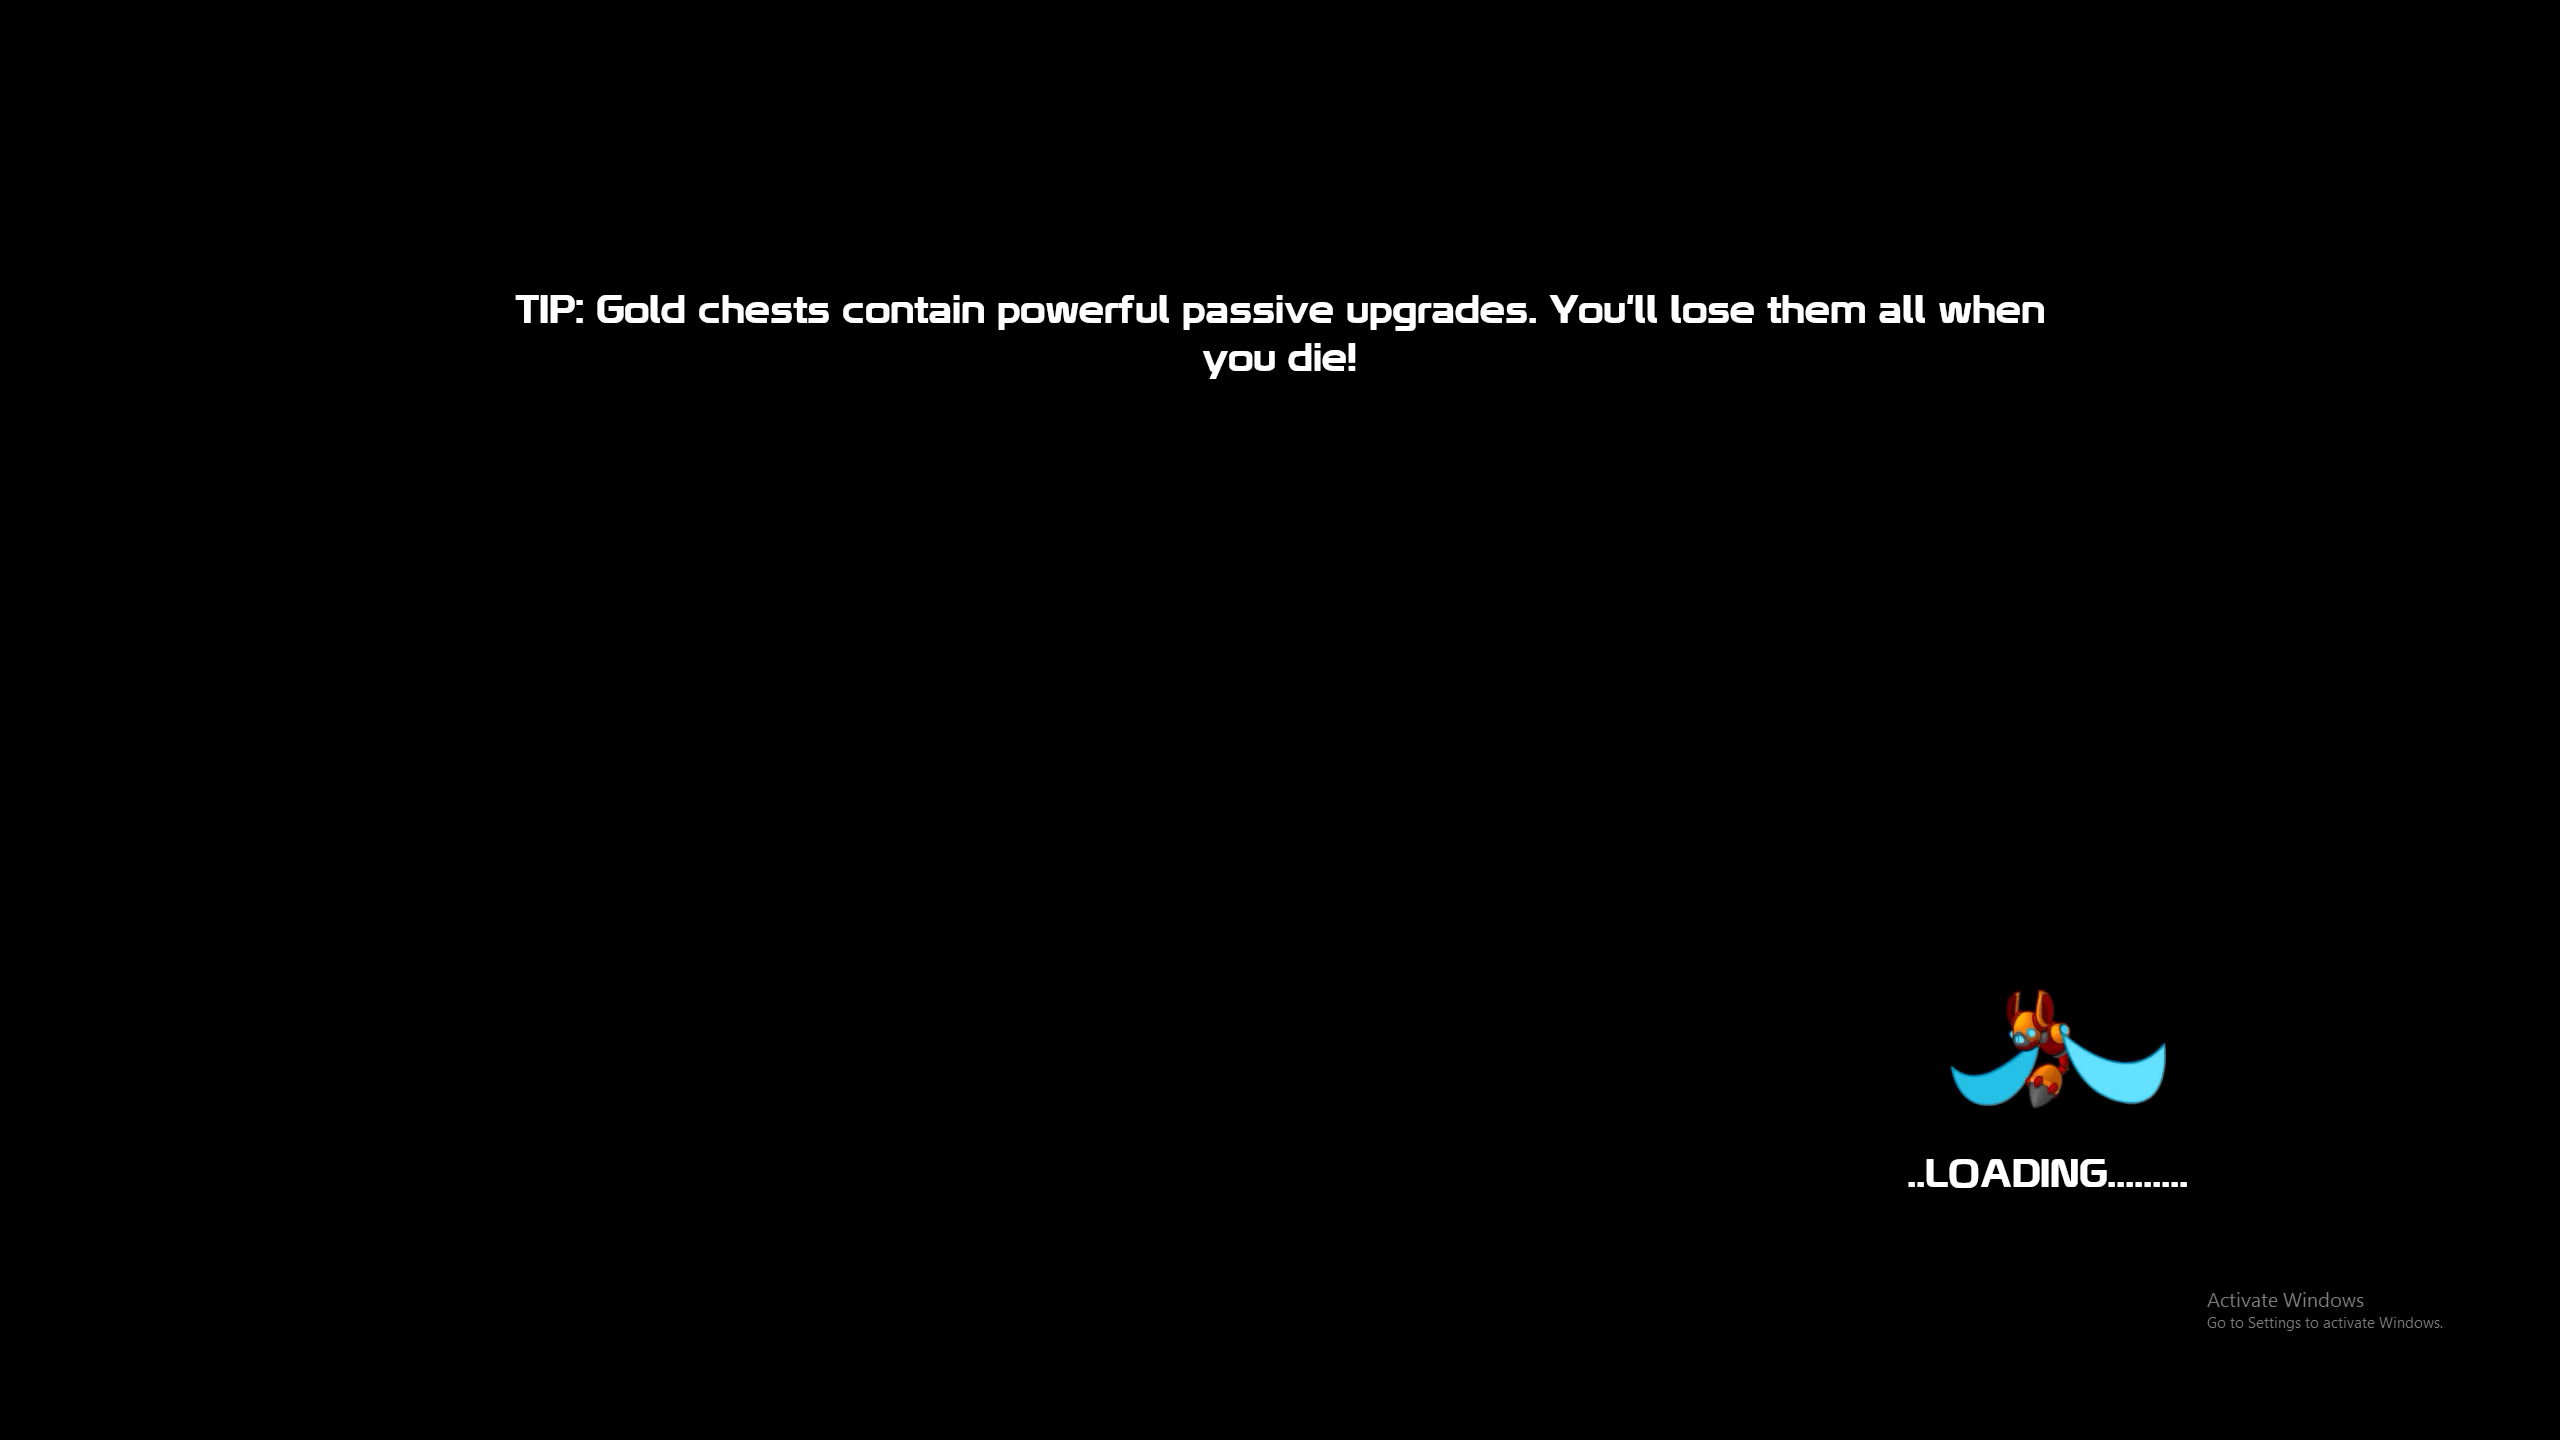 TIP: Gold chests contain powerful passive upgrades. You'll lose them all when
you die!
..LOADING.........
Activate Windows
Go to Settings to activate Windows.